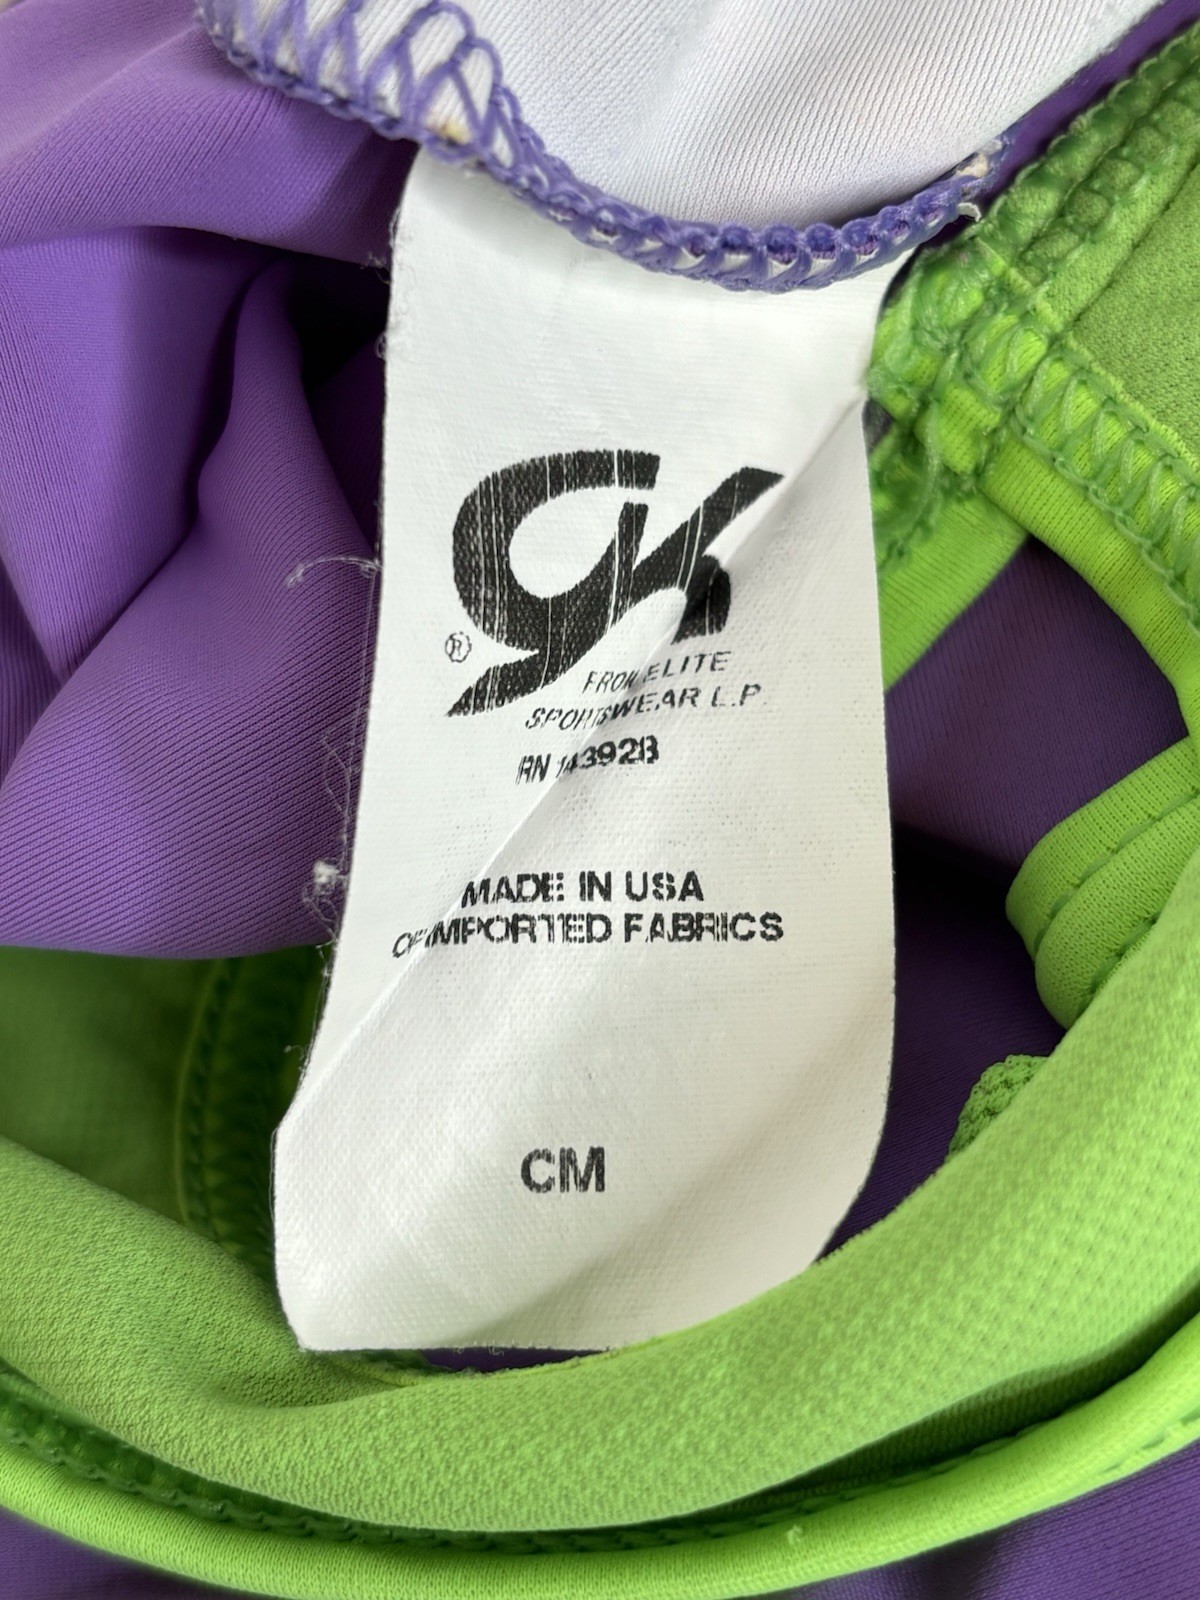 GK
®
FROM ELITE
SPORTSWEAR L.P.
RN 143928
MADE IN USA
OF IMPORTED FABRICS
CM